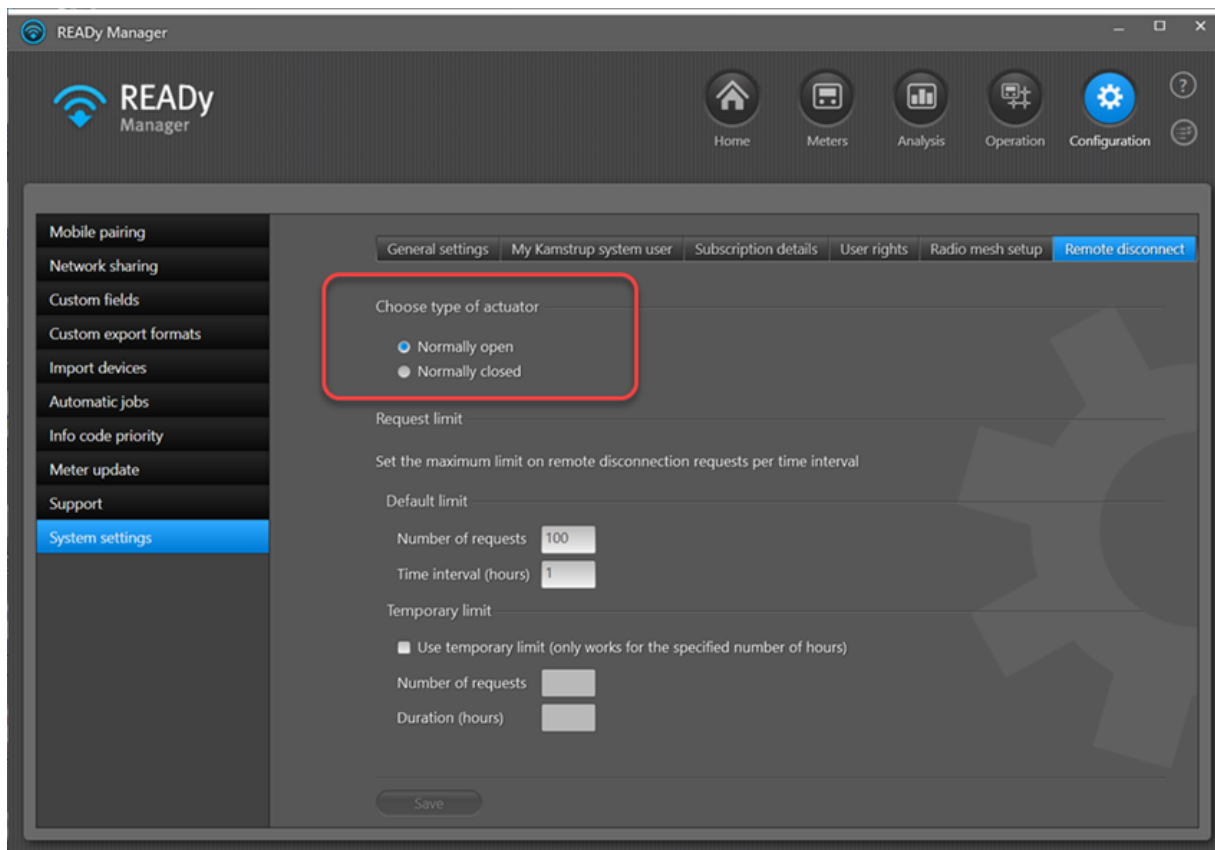 READy Manager
READy
Manager
?
Home
Meters
Analysis
Operation
Configuration
Mobile pairing
Network sharing
Custom fields
Custom export formats
Import devices
Automatic jobs
Info code priority
Meter update
Support
System settings
General settings
My Kamstrup system user
Subscription details
User rights
Radio mesh setup
Remote disconnect
Choose type of actuator
Normally open
Normally closed
Request limit
Set the maximum limit on remote disconnection requests per time interval
Default limit
Number of requests 100
Time interval (hours) 1
Temporary limit
Use temporary limit (only works for the specified number of hours)
Number of requests
Duration (hours)
Save